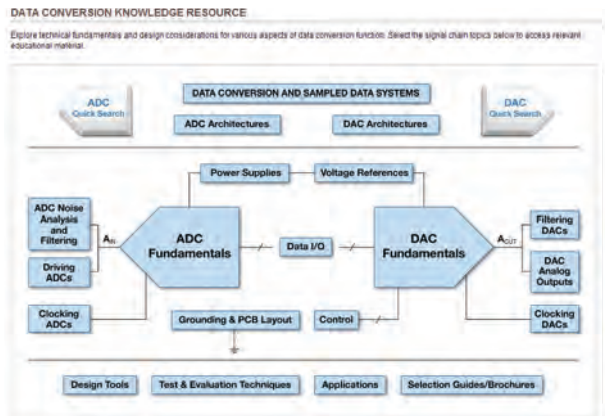 DATA CONVERSION KNOWLEDGE RESOURCE
Explore technical fundamentals and design considerations for various aspects of data conversion function. Select the signal chain topics below to access relevant
educational material.
ADC
Quick Search
DATA CONVERSION AND SAMPLED DATA SYSTEMS
DAC
Quick Search
ADC Architectures
DAC Architectures
Power Supplies
Voltage References
ADC Noise
Analysis
and
Filtering
AIN
ADC
Fundamentals
Data I/O
DAC
Fundamentals
AOUT
Filtering
DACs
Driving
ADCs
DAC
Analog
Outputs
Clocking
ADCs
Grounding & PCB Layout
Control
Clocking
DACs
Design Tools
Test & Evaluation Techniques
Applications
Selection Guides/Brochures